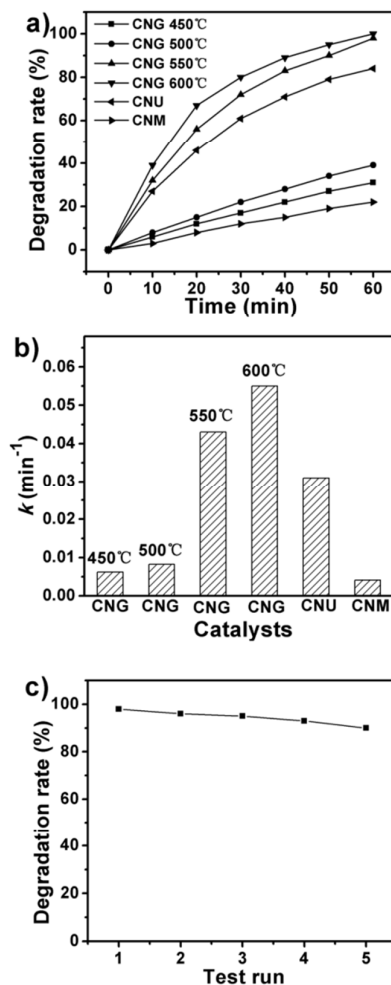 a)
CNG 450℃
CNG 500℃
CNG 550℃
CNG 600℃
CNU
CNM
100
80
60
40
20
0
Degradation rate (%)
0 10 20 30 40 50 60
Time (min)
b)
0.06
0.05
0.04
0.03
0.02
0.01
0.00
k (min-1)
450℃ 500℃ 550℃ 600℃
CNG CNG CNG CNG CNU CNM
Catalysts
c)
100
80
60
40
20
0
Degradation rate (%)
1 2 3 4 5
Test run